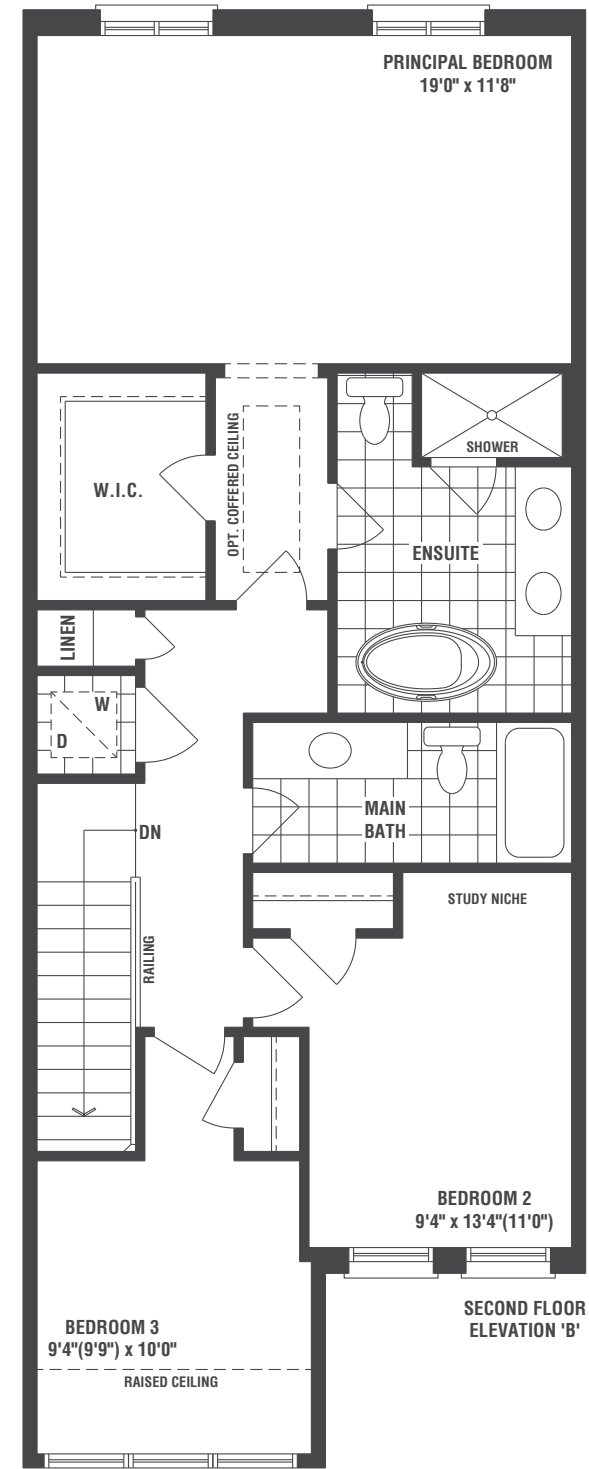 PRINCIPAL BEDROOM
19'0" x 11'8"
OPT. COFFERED CEILING
SHOWER
W.I.C.
ENSUITE
LINEN
W
D
DN
MAIN
BATH
STUDY NICHE
RAILING
BEDROOM 2
9'4" x 13'4"(11'0")
SECOND FLOOR
ELEVATION 'B'
BEDROOM 3
9'4"(9'9") x 10'0"
RAISED CEILING